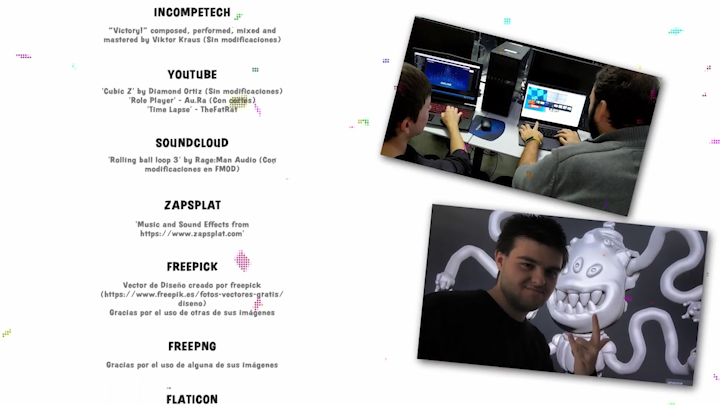 INCOMPETECH
"Victory!" composed, performed, mixed and
mastered by Viktor Kraus (Sin modificaciones)
YOUTUBE
'Cubic Z' by Diamond Ortiz (Sin modificaciones)
'Role Player' - Au.Ra (Con cortes)
'Time Lapse' - TheFatRat
SOUNDCLOUD
'Rolling ball loop 3' by Rage:Man Audio (Con
modificaciones en FMOD)
ZAPSPLAT
'Music and Sound Effects from
https://www.zapsplat.com'
FREEPICK
Vector de Diseño creado por freepick
(https://www.freepik.es/fotos-vectores-gratis/
diseno)
Gracias por el uso de otras de sus imágenes
FREEPNG
Gracias por el uso de alguna de sus imágenes
FLATICON